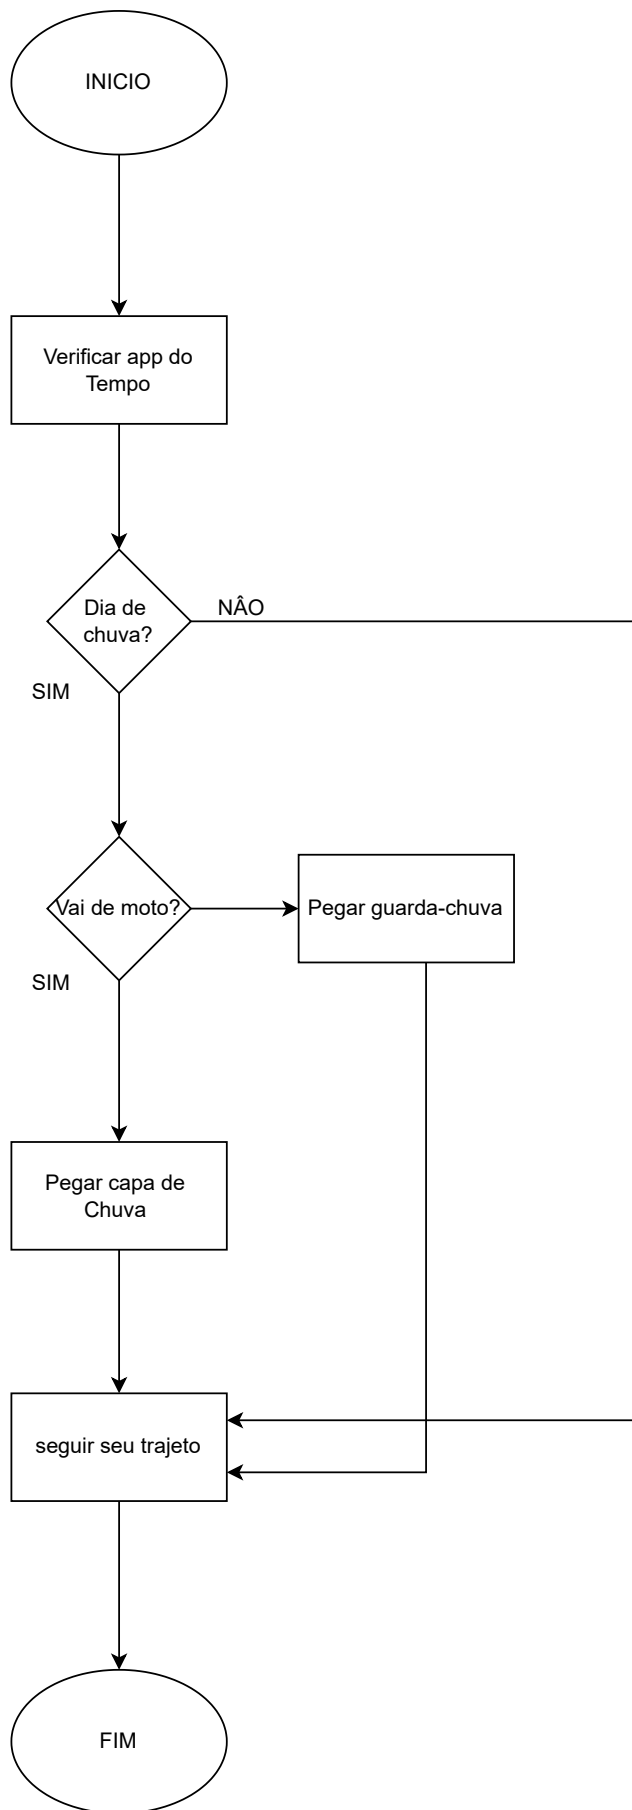 INICIO
Verificar app do
Tempo
Dia de
chuva?
NÂO
SIM
Vai de moto?
Pegar guarda-chuva
SIM
Pegar capa de
Chuva
seguir seu trajeto
FIM